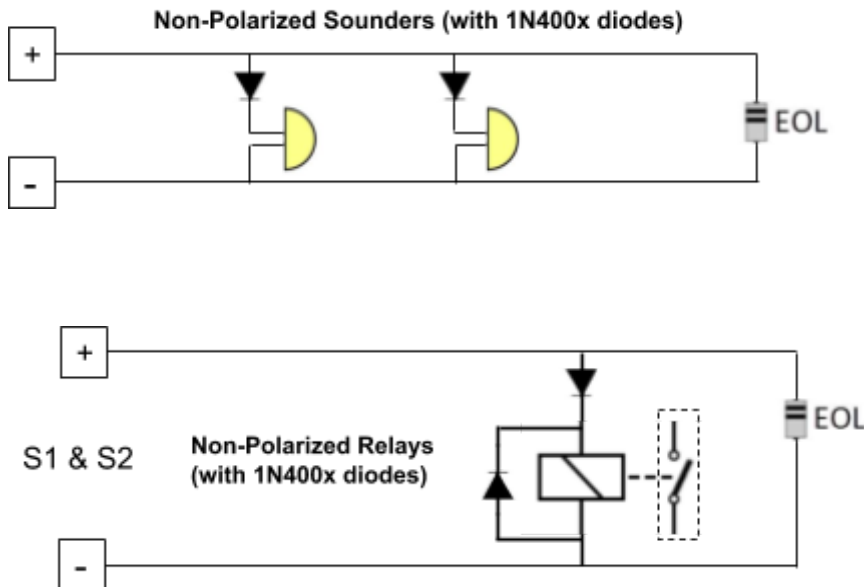 Non-Polarized Sounders (with 1N400x diodes)
+
EOL
-
+
EOL
S1 & S2
Non-Polarized Relays
(with 1N400x diodes)
-